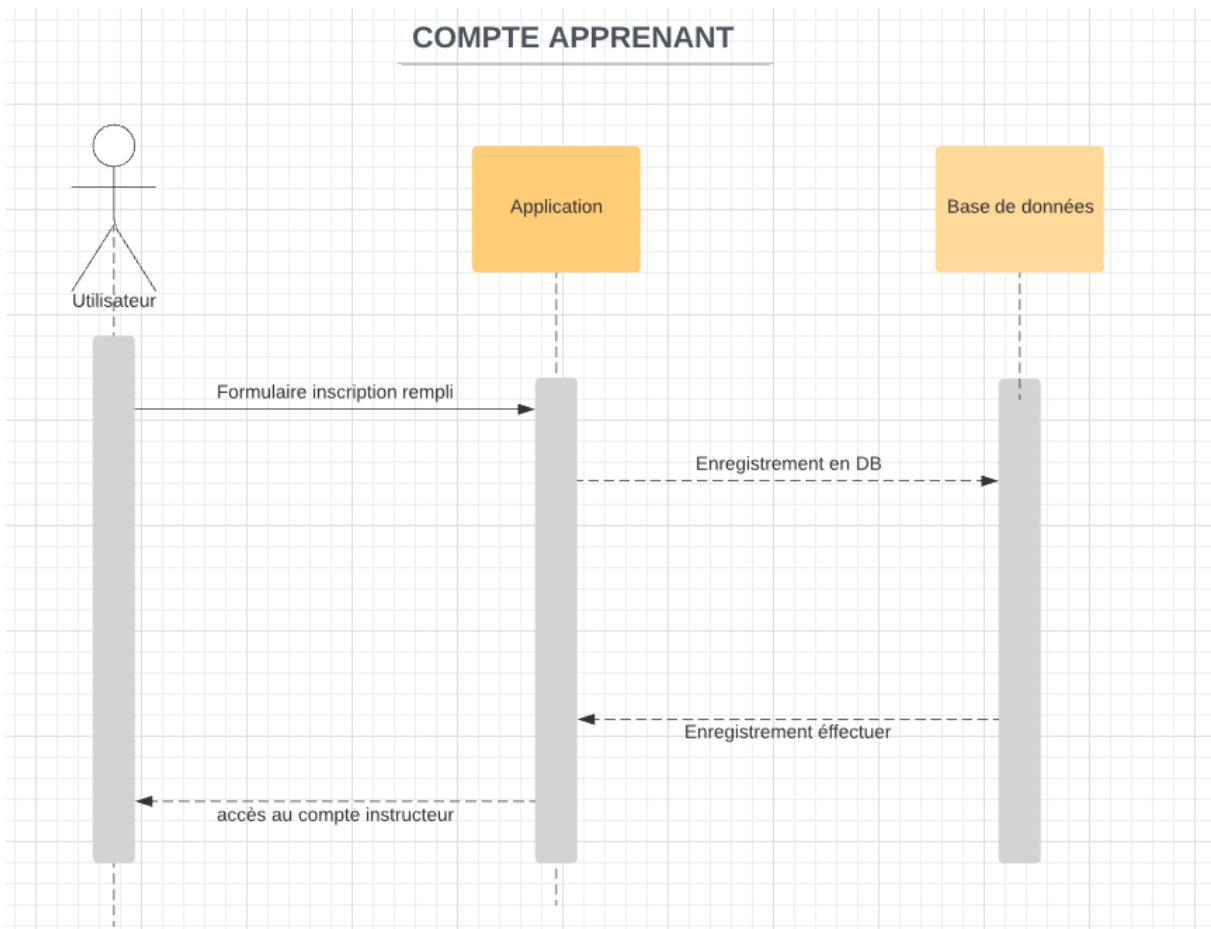 COMPTE APPRENANT
Application
Base de données
Utilisateur
Formulaire inscription rempli
Enregistrement en DB
Enregistrement éffectuer
accès au compte instructeur